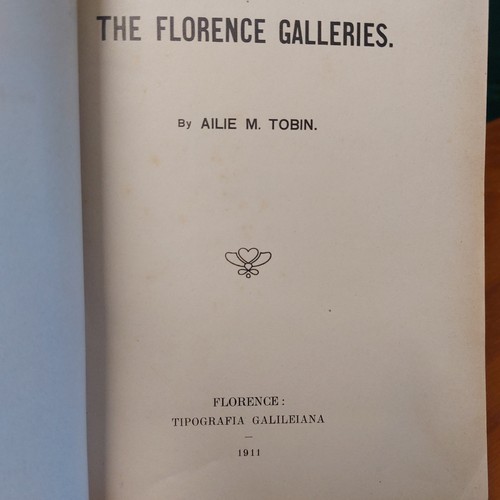 THE FLORENCE GALLERIES.
By AILIE M. TOBIN.
FLORENCE:
TIPOGRAFIA GALILEIANA
1911